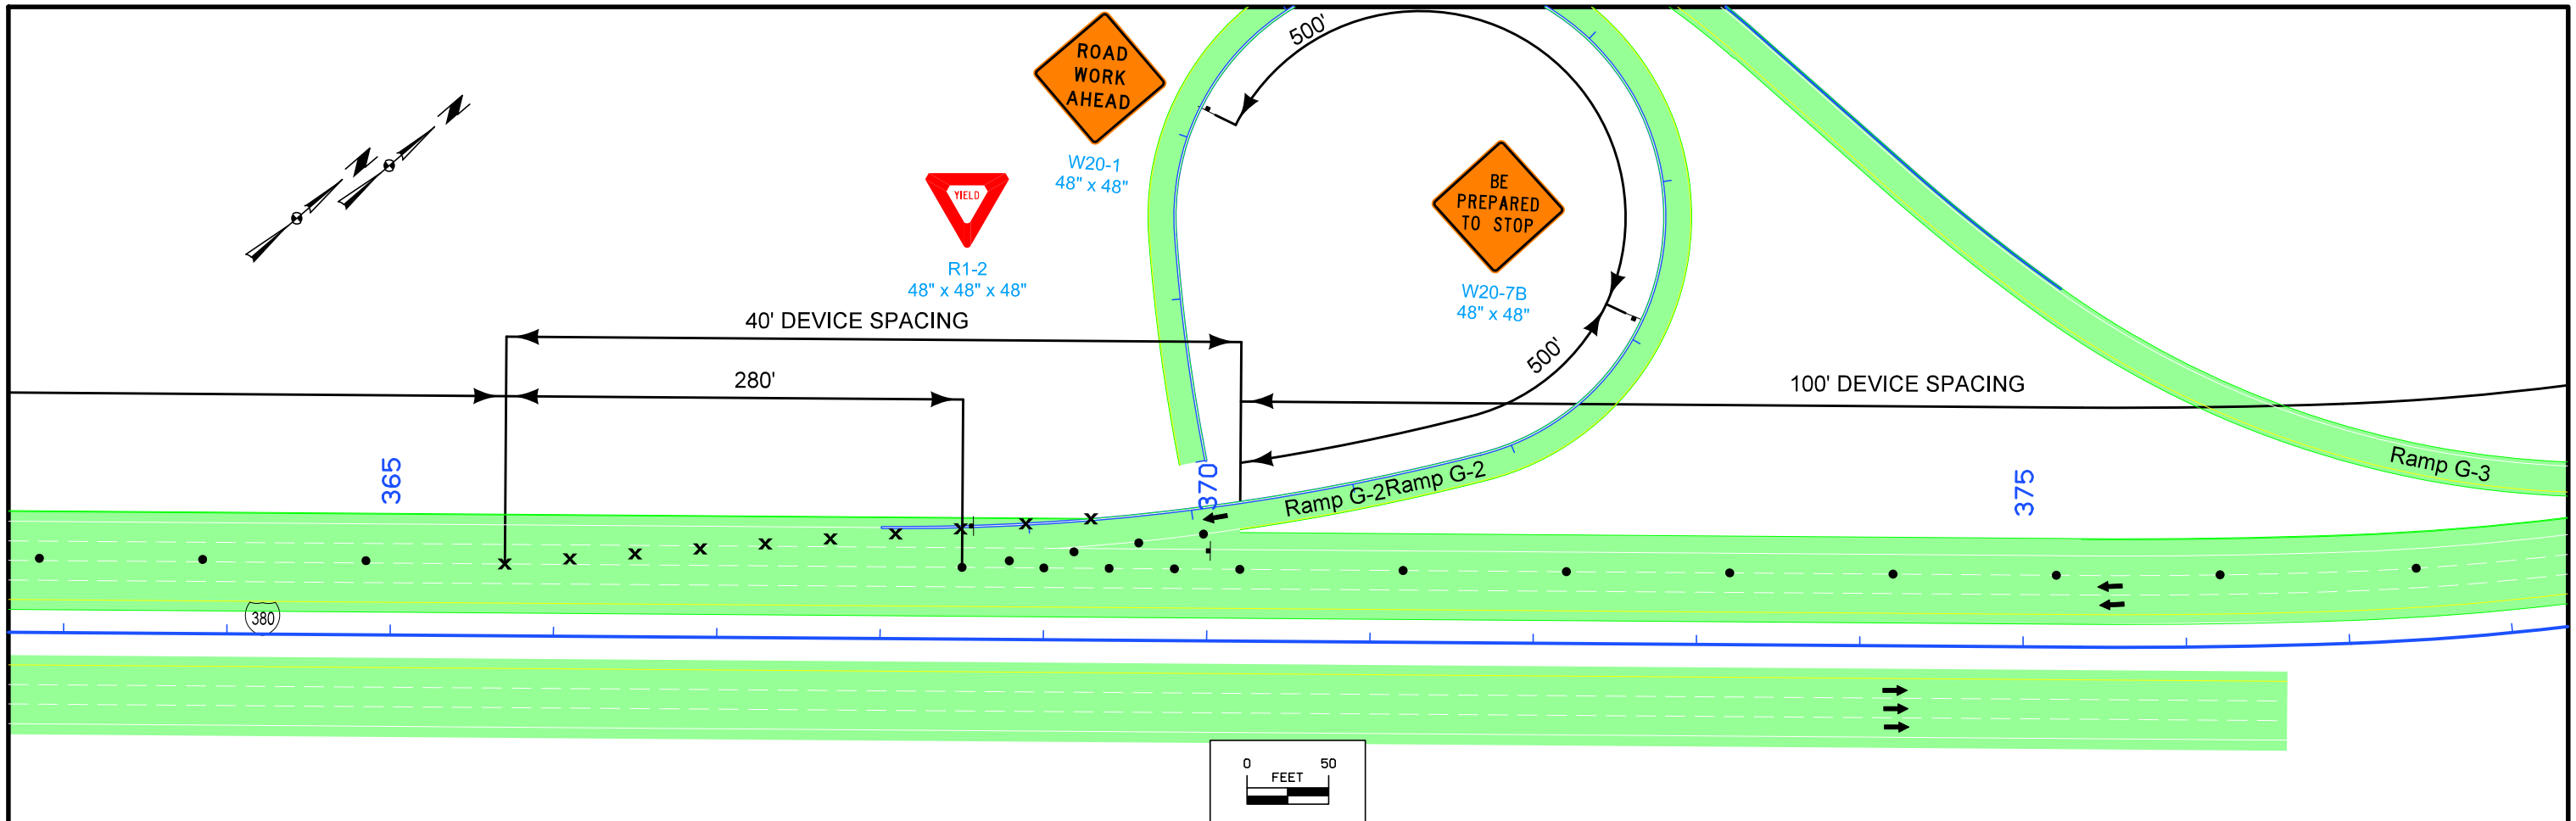 500'
ROAD
WORK
AHEAD
W20-1
48" x 48"
N
N
YIELD
R1-2
48" x 48" x 48"
BE
PREPARED
TO STOP
W20-7B
48" x 48"
40' DEVICE SPACING
500'
280'
100' DEVICE SPACING
365
370
375
Ramp G-2Ramp G-2
Ramp G-3
x x x x x x x x x x
380
0 50
FEET